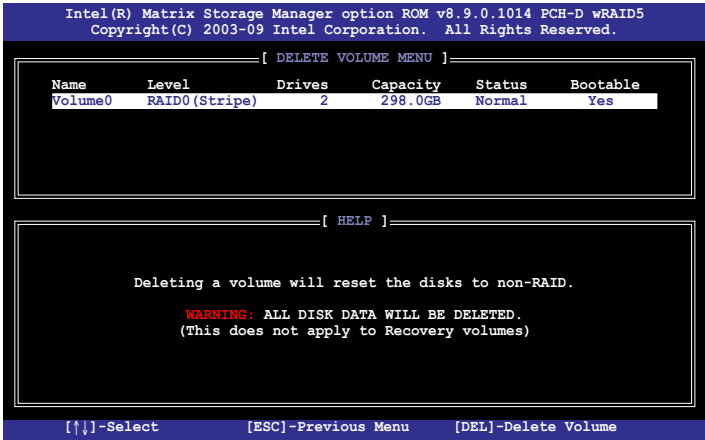 Intel(R) Matrix Storage Manager option ROM v8.9.0.1014 PCH-D wRAID5
Copyright(C) 2003-09 Intel Corporation. All Rights Reserved.
[ DELETE VOLUME MENU ]
Name Level Drives Capacity Status Bootable
Volume0 RAID0(Stripe) 2 298.0GB Normal Yes
[ HELP ]
Deleting a volume will reset the disks to non-RAID.
WARNING: ALL DISK DATA WILL BE DELETED.
(This does not apply to Recovery volumes)
[↑↓]-Select [ESC]-Previous Menu [DEL]-Delete Volume